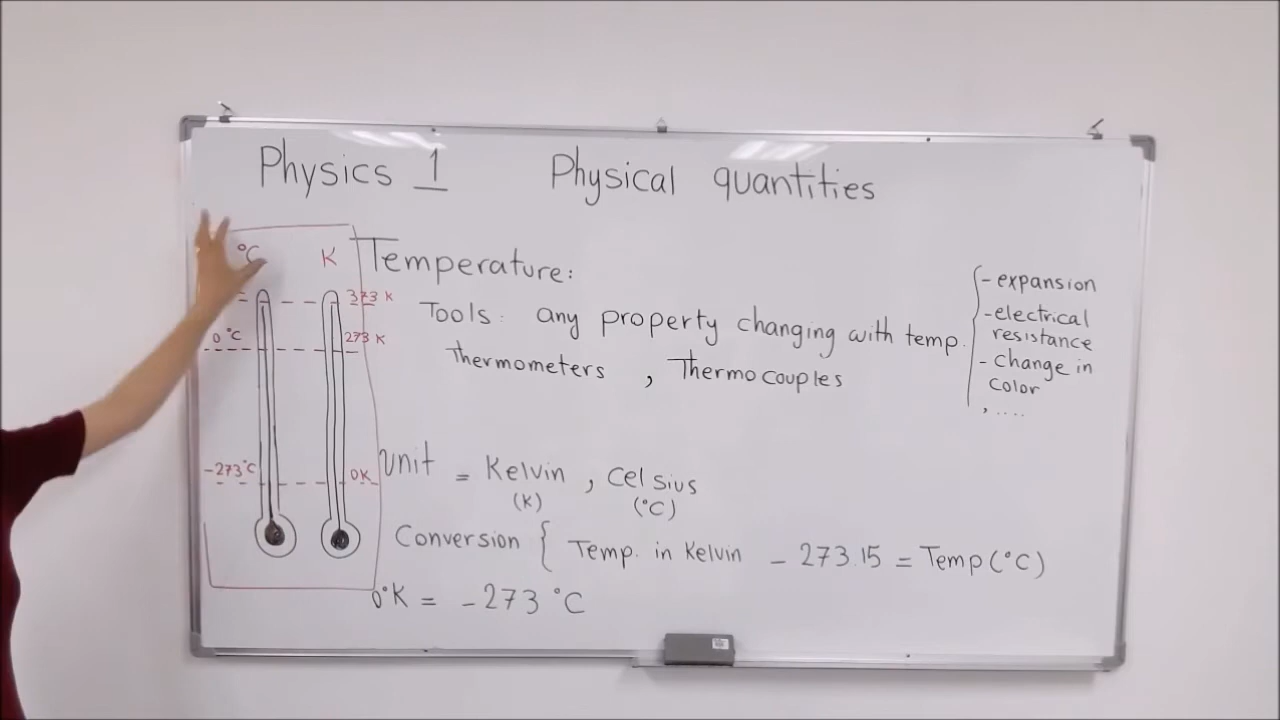 Physics 1 Physical quantities
°C K
373 K
0 °C 273 K
-273°C 0K
Temperature:
Tools: any property changing with temp.
Thermometers , Thermocouples
- expansion
- electrical
resistance
- change in
color
, ....
Unit = Kelvin , Celsius
(K) (°C)
Conversion { Temp. in Kelvin - 273.15 = Temp (°C)
0°K = - 273 °C